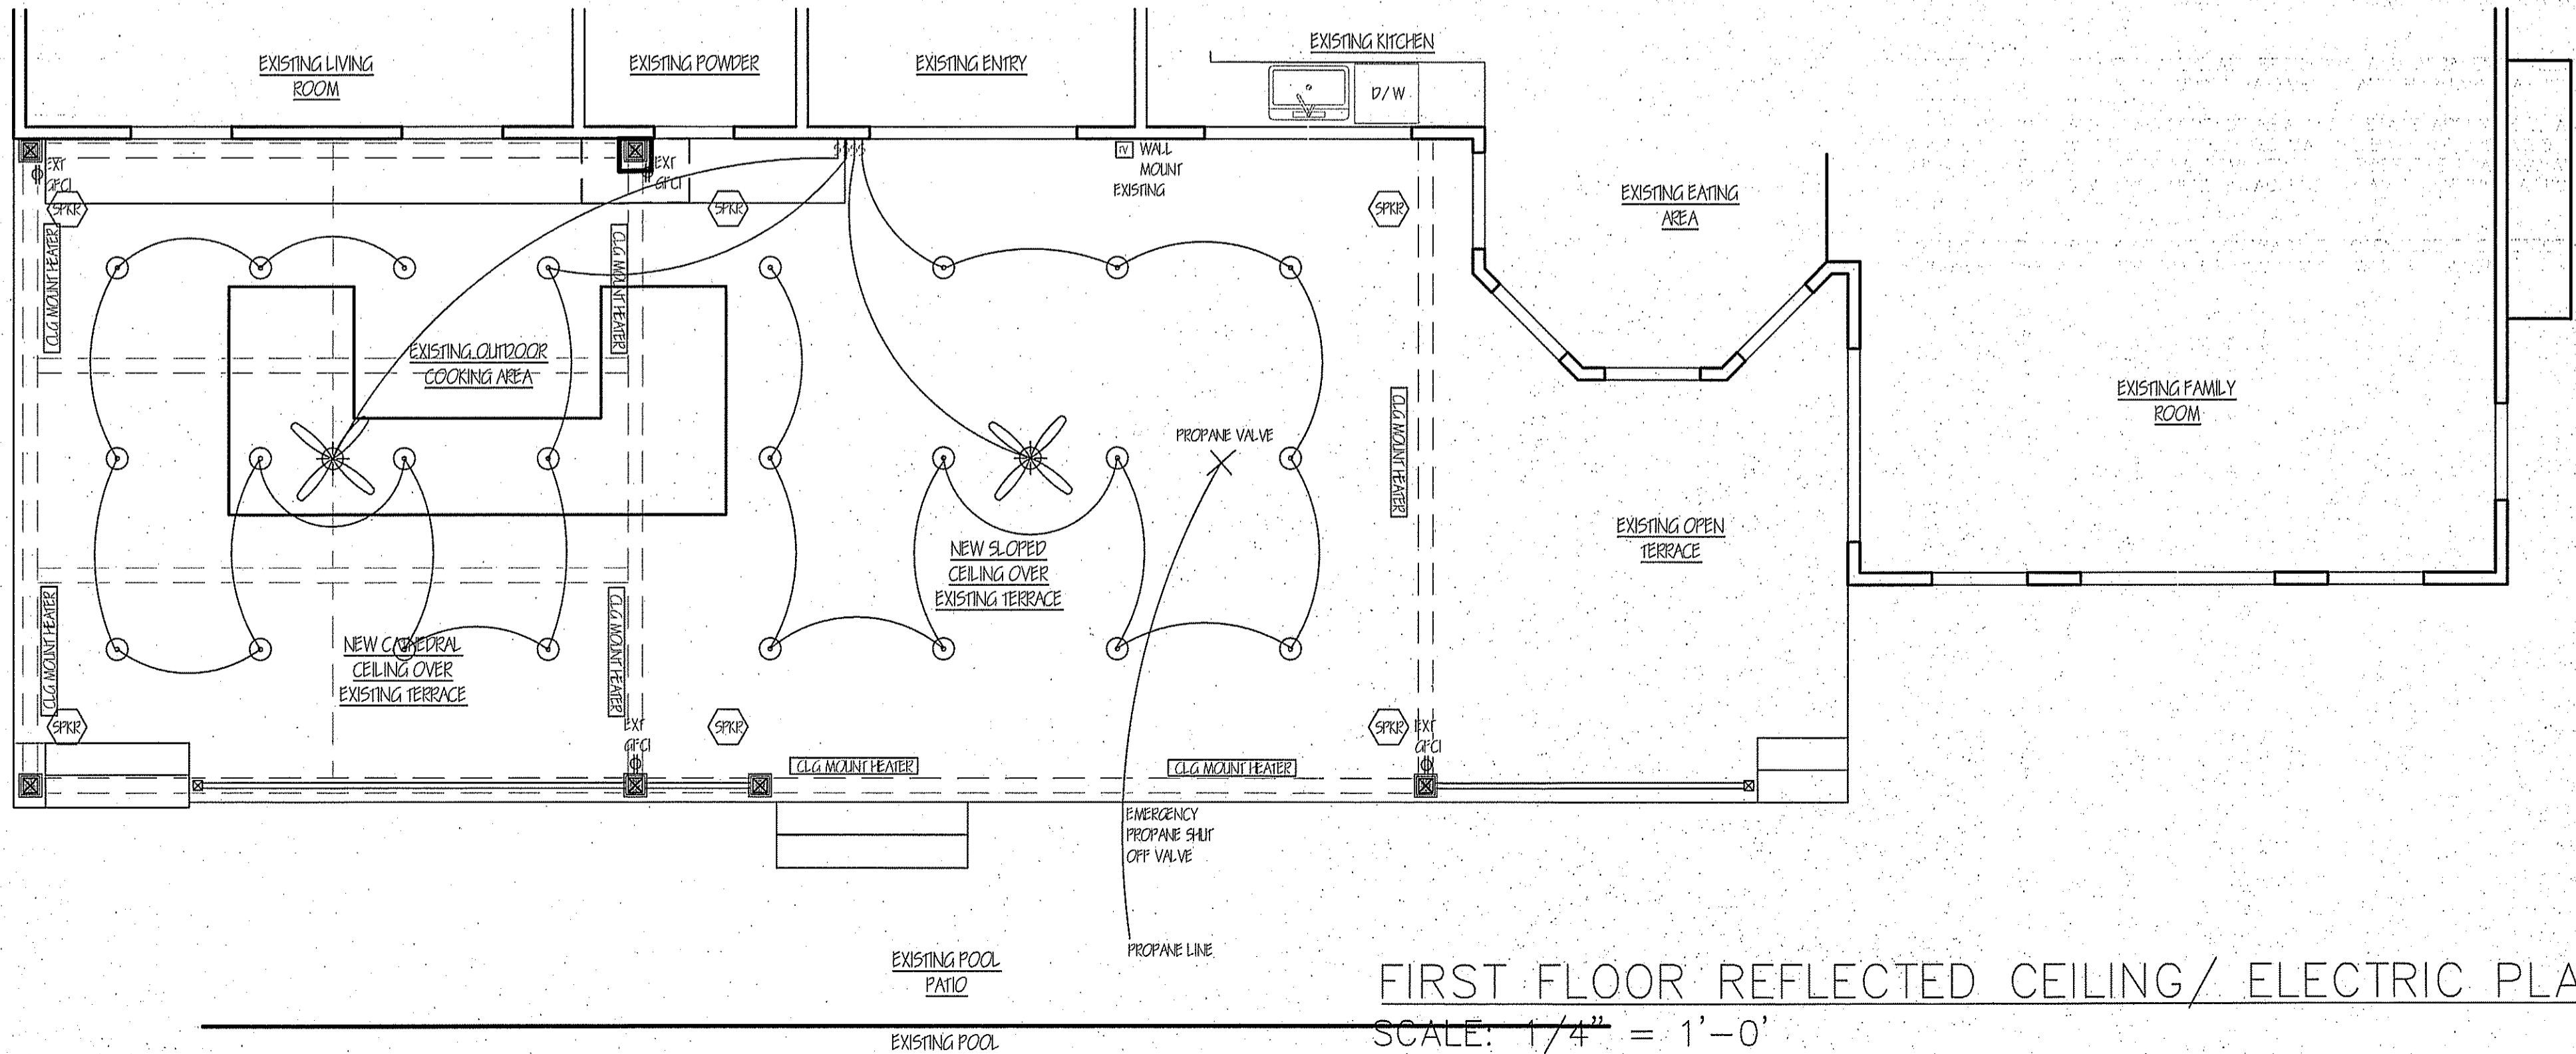 EXISTING LIVING
ROOM
EXISTING POWDER
EXISTING ENTRY
EXISTING KITCHEN
D/W
EXT
GFCI
EXT
GFCI
TV
WALL
MOUNT
EXISTING
SPKR
SPKR
SPKR
EXISTING EATING
AREA
CLG MOUNT HEATER
CLG MOUNT HEATER
EXISTING OUTDOOR
COOKING AREA
CLG MOUNT HEATER
EXISTING FAMILY
ROOM
PROPANE VALVE
EXISTING OPEN
TERRACE
NEW SLOPED
CEILING OVER
EXISTING TERRACE
CLG MOUNT HEATER
CLG MOUNT HEATER
NEW CATHEDRAL
CEILING OVER
EXISTING TERRACE
SPKR
EXT
GFCI
SPKR
SPKR
EXT
GFCI
CLG MOUNT HEATER
CLG MOUNT HEATER
EMERGENCY
PROPANE SHUT
OFF VALVE
PROPANE LINE
EXISTING POOL
PATIO
EXISTING POOL
FIRST FLOOR REFLECTED CEILING/ ELECTRIC PLA
SCALE: 1/4" = 1'-0'